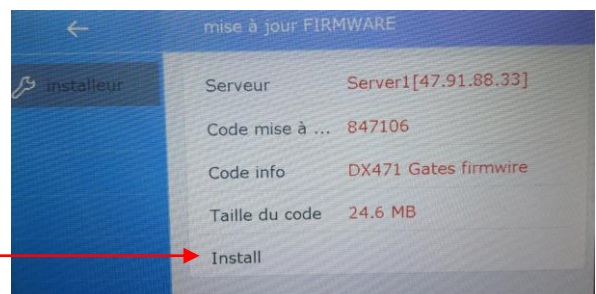 mise à jour FIRMWARE
installeur
Serveur Server1[47.91.88.33]
Code mise à ... 847106
Code info DX471 Gates firmwire
Taille du code 24.6 MB
Install